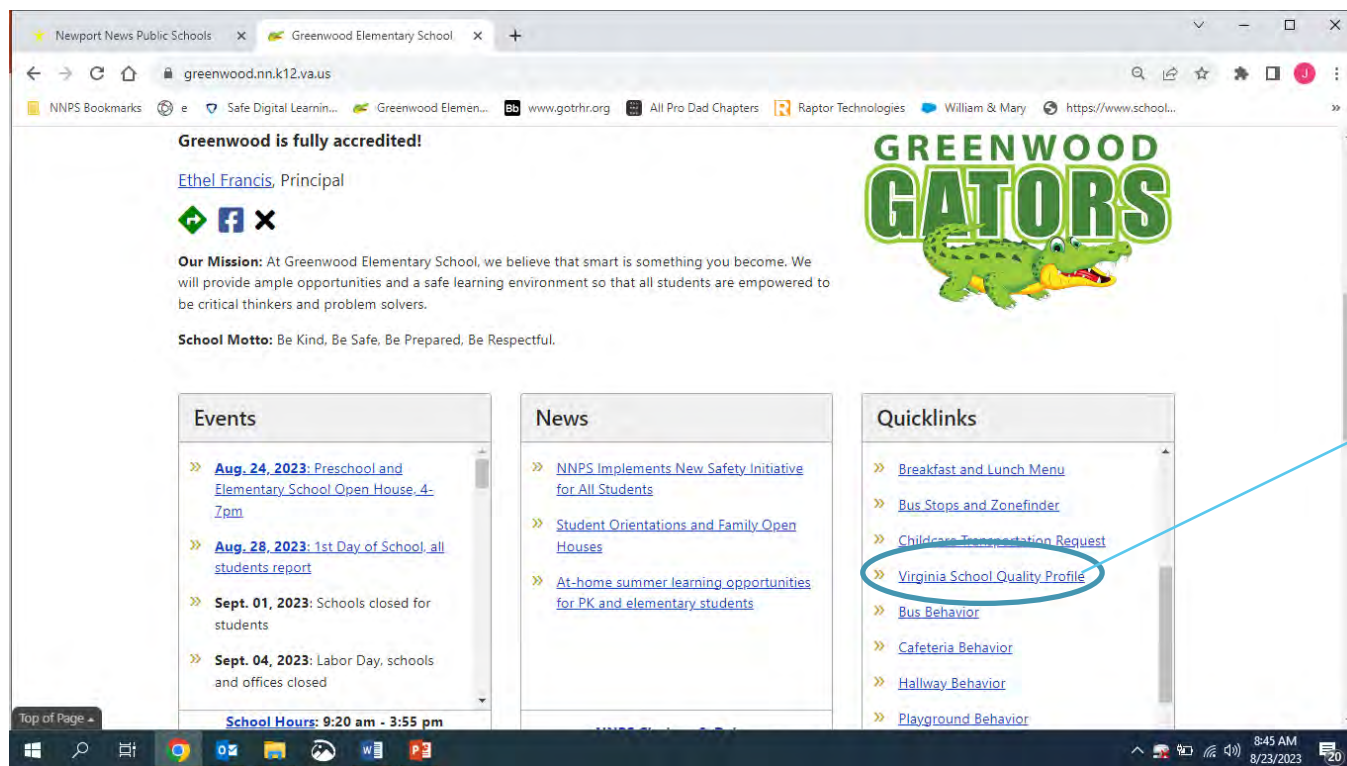 Newport News Public Schools
Greenwood Elementary School
greenwood.nn.k12.va.us
J
NNPS Bookmarks
e
Safe Digital Learnin...
Greenwood Elemen...
Bb
www.gotrhr.org
All Pro Dad Chapters
Raptor Technologies
William & Mary
https://www.school...
»
Greenwood is fully accredited!
Ethel Francis, Principal
Our Mission: At Greenwood Elementary School, we believe that smart is something you become. We
will provide ample opportunities and a safe learning environment so that all students are empowered to
be critical thinkers and problem solvers.
School Motto: Be Kind, Be Safe, Be Prepared, Be Respectful.
GREENWOOD
GATORS
Events
» Aug. 24, 2023: Preschool and
Elementary School Open House, 4-
7pm
» Aug. 28, 2023: 1st Day of School, all
students report
» Sept. 01, 2023: Schools closed for
students
» Sept. 04, 2023: Labor Day, schools
and offices closed
School Hours: 9:20 am - 3:55 pm
News
» NNPS Implements New Safety Initiative
for All Students
» Student Orientations and Family Open
Houses
» At-home summer learning opportunities
for PK and elementary students
Quicklinks
» Breakfast and Lunch Menu
» Bus Stops and Zonefinder
» Childcare Transportation Request
» Virginia School Quality Profile
» Bus Behavior
» Cafeteria Behavior
» Hallway Behavior
» Playground Behavior
Top of Page
8:45 AM
8/23/2023
20